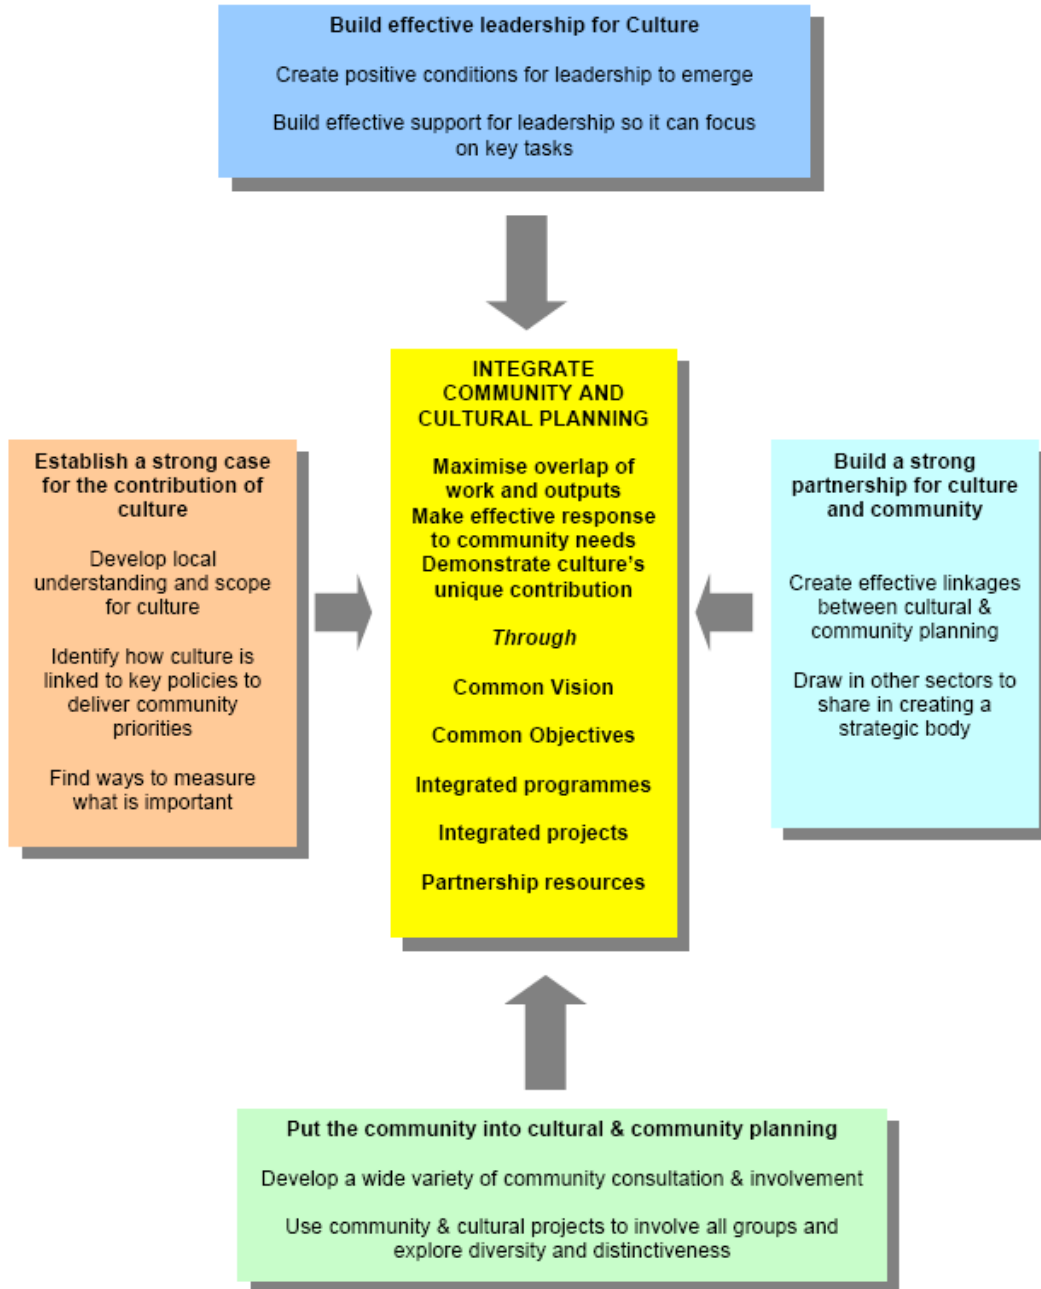 Build effective leadership for Culture
Create positive conditions for leadership to emerge
Build effective support for leadership so it can focus
on key tasks
Establish a strong case
for the contribution of
culture
Develop local
understanding and scope
for culture
Identify how culture is
linked to key policies to
deliver community
priorities
Find ways to measure
what is important
INTEGRATE
COMMUNITY AND
CULTURAL PLANNING
Maximise overlap of
work and outputs
Make effective response
to community needs
Demonstrate culture's
unique contribution
Through
Common Vision
Common Objectives
Integrated programmes
Integrated projects
Partnership resources
Build a strong
partnership for culture
and community
Create effective linkages
between cultural &
community planning
Draw in other sectors to
share in creating a
strategic body
Put the community into cultural & community planning
Develop a wide variety of community consultation & involvement
Use community & cultural projects to involve all groups and
explore diversity and distinctiveness